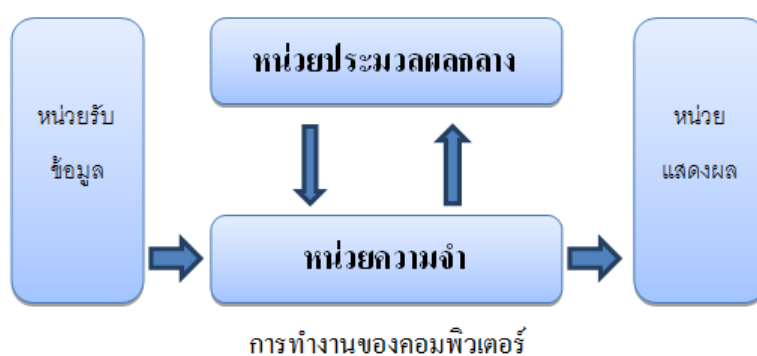 หน่วยรับ
ข้อมูล
หน่วยประมวลผลกลาง
หน่วยความจำ
หน่วย
แสดงผล
การทำงานของคอมพิวเตอร์